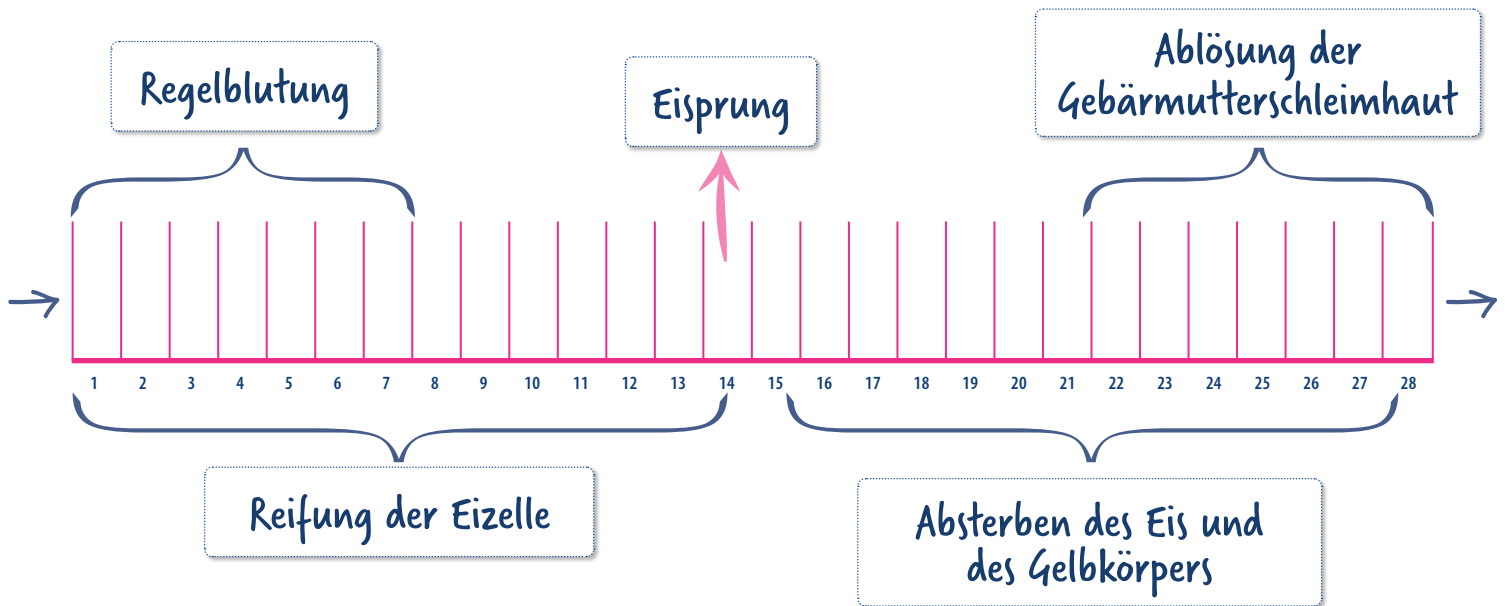 Regelblutung
Eisprung
Ablösung der
Gebärmutterschleimhaut
1 2 3 4 5 6 7 8 9 10 11 12 13 14 15 16 17 18 19 20 21 22 23 24 25 26 27 28
Reifung der Eizelle
Absterben des Eis und
des Gelbkörpers